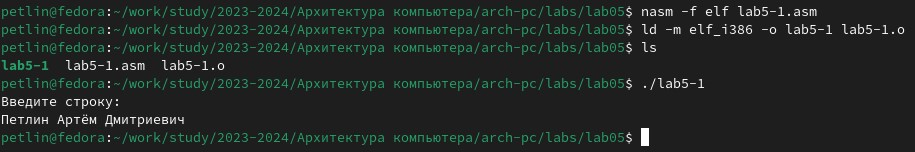 petlin@fedora:~/work/study/2023-2024/Архитектура компьютера/arch-pc/labs/lab05$ nasm -f elf lab5-1.asm
petlin@fedora:~/work/study/2023-2024/Архитектура компьютера/arch-pc/labs/lab05$ ld -m elf_i386 -o lab5-1 lab5-1.o
petlin@fedora:~/work/study/2023-2024/Архитектура компьютера/arch-pc/labs/lab05$ ls
lab5-1  lab5-1.asm  lab5-1.o
petlin@fedora:~/work/study/2023-2024/Архитектура компьютера/arch-pc/labs/lab05$ ./lab5-1
Введите строку:
Петлин Артём Дмитриевич
petlin@fedora:~/work/study/2023-2024/Архитектура компьютера/arch-pc/labs/lab05$